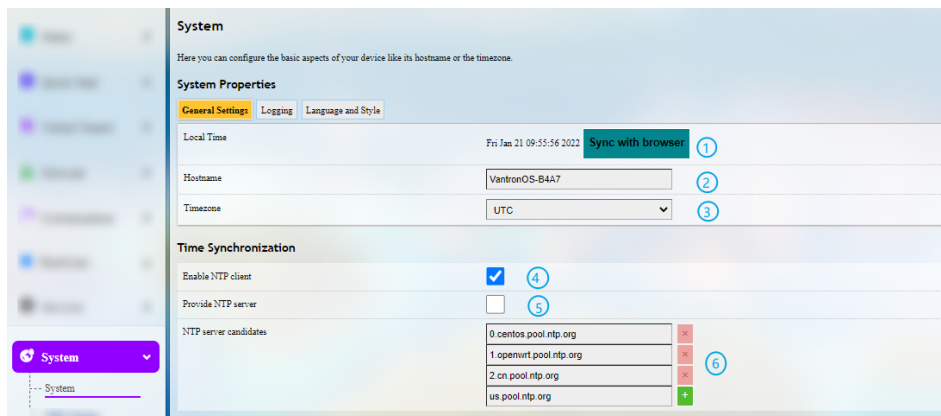 System
Here you can configure the basic aspects of your device like its hostname or the timezone.
System Properties
General Settings Logging Language and Style
Local Time Fri Jan 21 09:55:56 2022 Sync with browser 1
Hostname VantronOS-B4A7 2
Timezone UTC 3
Time Synchronization
Enable NTP client 4
Provide NTP server 5
NTP server candidates 0.centos.pool.ntp.org ×
1.openwrt.pool.ntp.org × 6
2.cn.pool.ntp.org ×
us.pool.ntp.org +
System
System